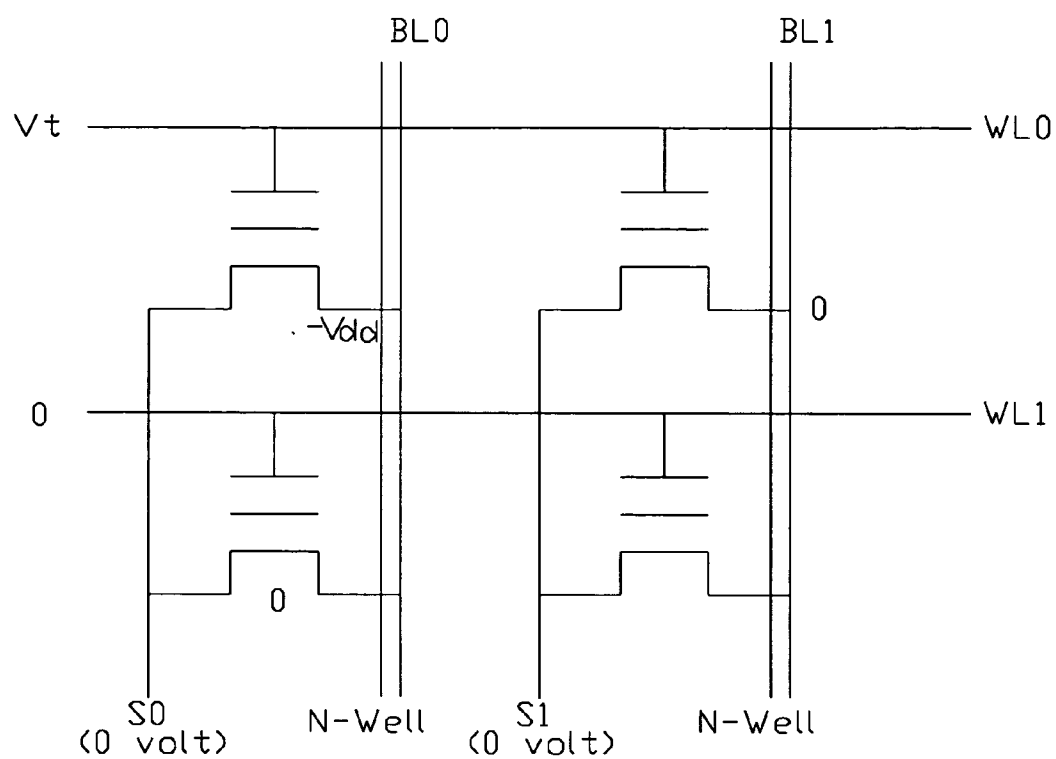 BL0 BL1
Vt WL0
0
-Vdd
0 WL1
0
S0 N-Well S1 N-Well
(0 volt) (0 volt)